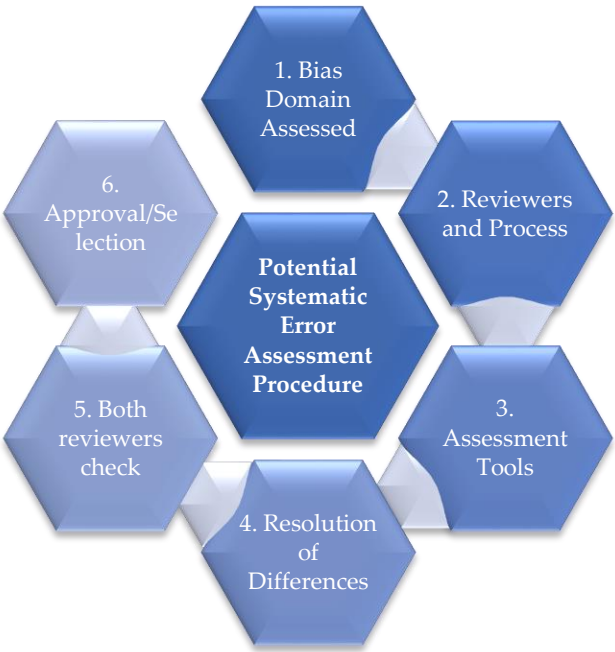 1. Bias
Domain
Assessed
2. Reviewers
and Process
3.
Assessment
Tools
4. Resolution
of
Differences
5. Both
reviewers
check
6.
Approval/Se
lection
Potential
Systematic
Error
Assessment
Procedure